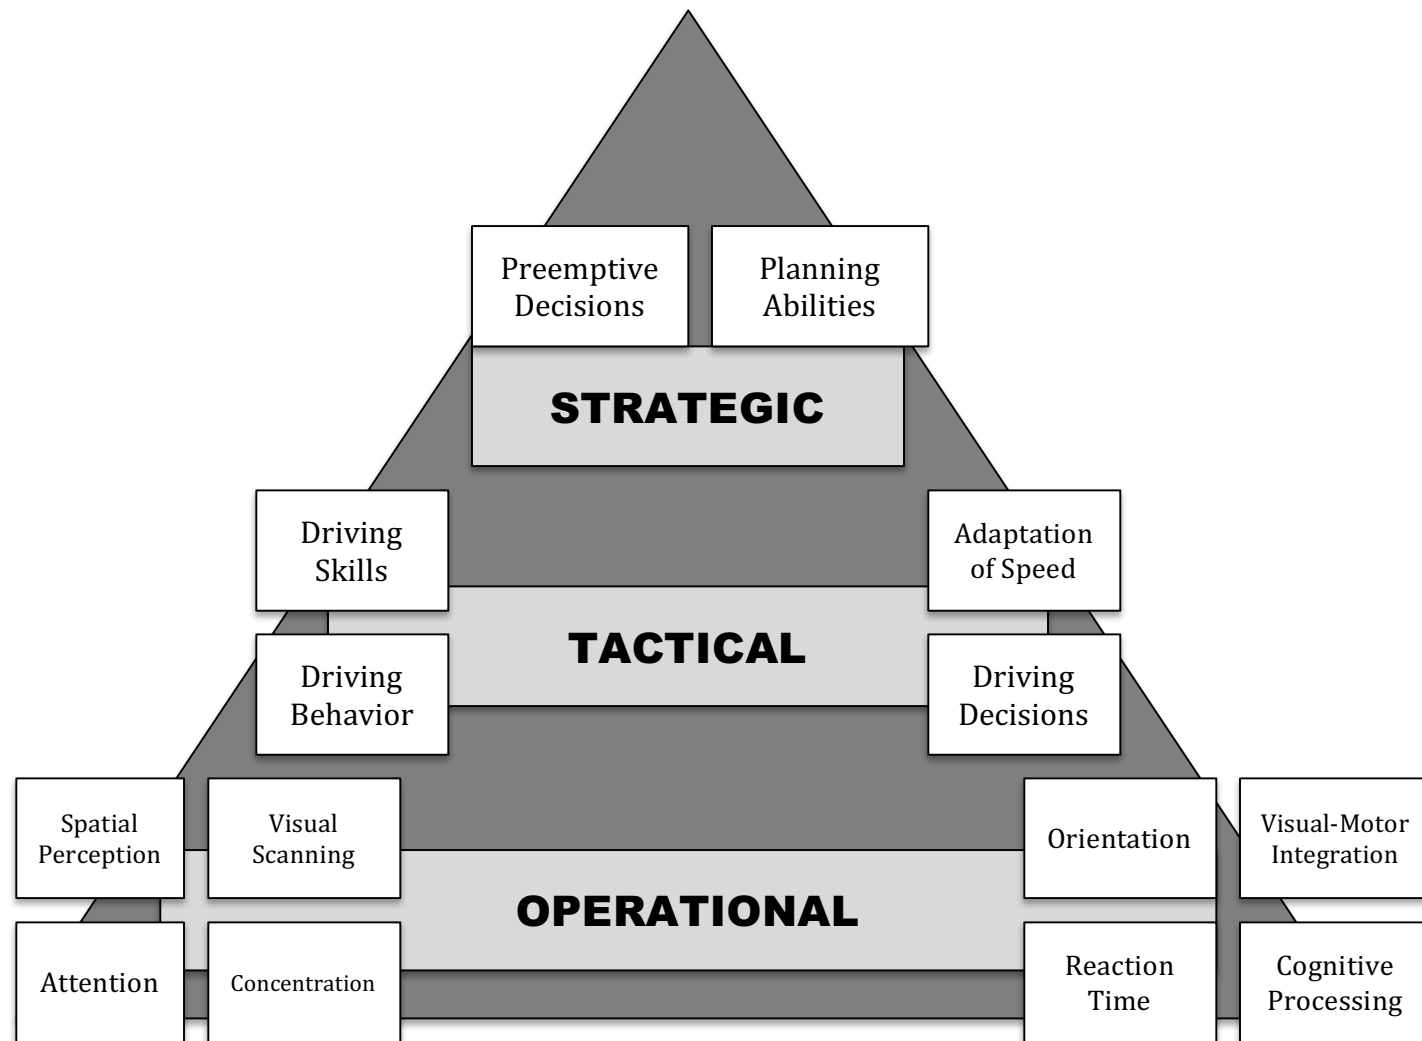 Preemptive
Decisions
Planning
Abilities
STRATEGIC
Driving
Skills
Adaptation
of Speed
TACTICAL
Driving
Behavior
Driving
Decisions
Spatial
Perception
Visual
Scanning
Orientation
Visual-Motor
Integration
OPERATIONAL
Attention
Concentration
Reaction
Time
Cognitive
Processing